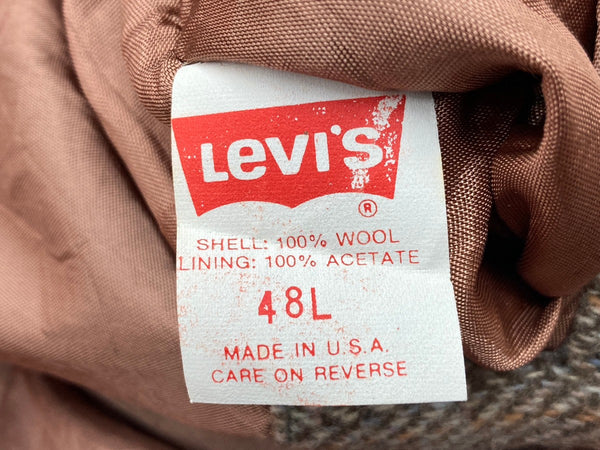 Levi's
®
SHELL: 100% WOOL
LINING: 100% ACETATE
48L
MADE IN U.S.A.
CARE ON REVERSE